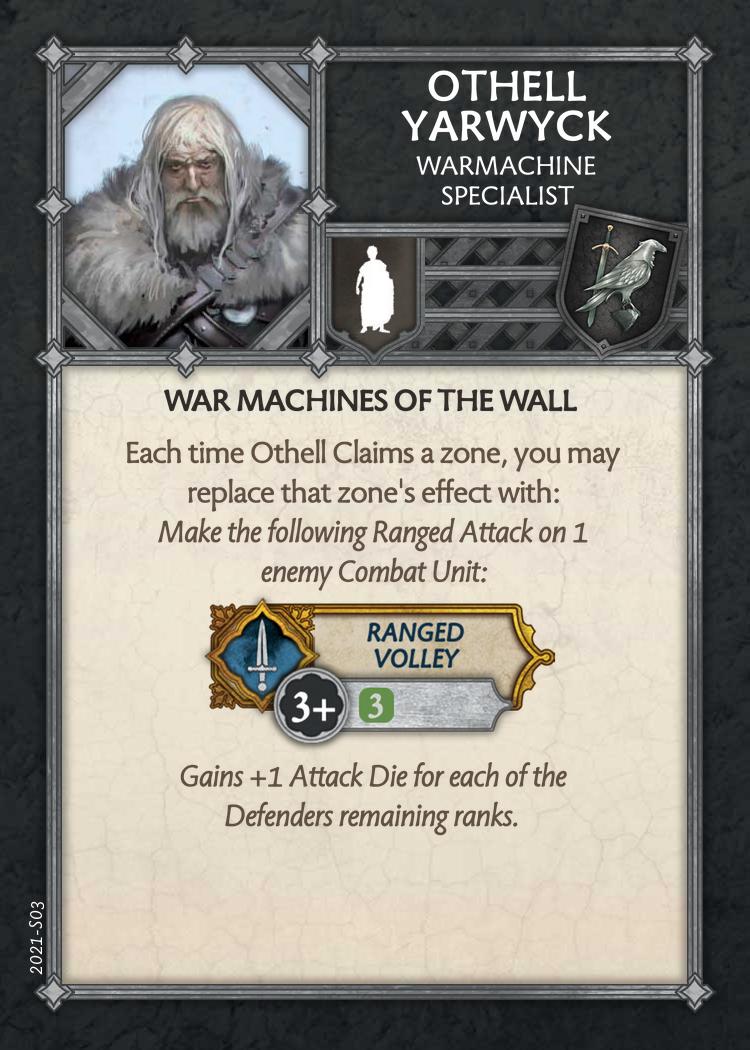 OTHELL
YARWYCK
WARMACHINE
SPECIALIST
WAR MACHINES OF THE WALL
Each time Othell Claims a zone, you may
replace that zone's effect with:
Make the following Ranged Attack on 1
enemy Combat Unit:
RANGED
VOLLEY
3+ 3
Gains +1 Attack Die for each of the
Defenders remaining ranks.
2021-S03